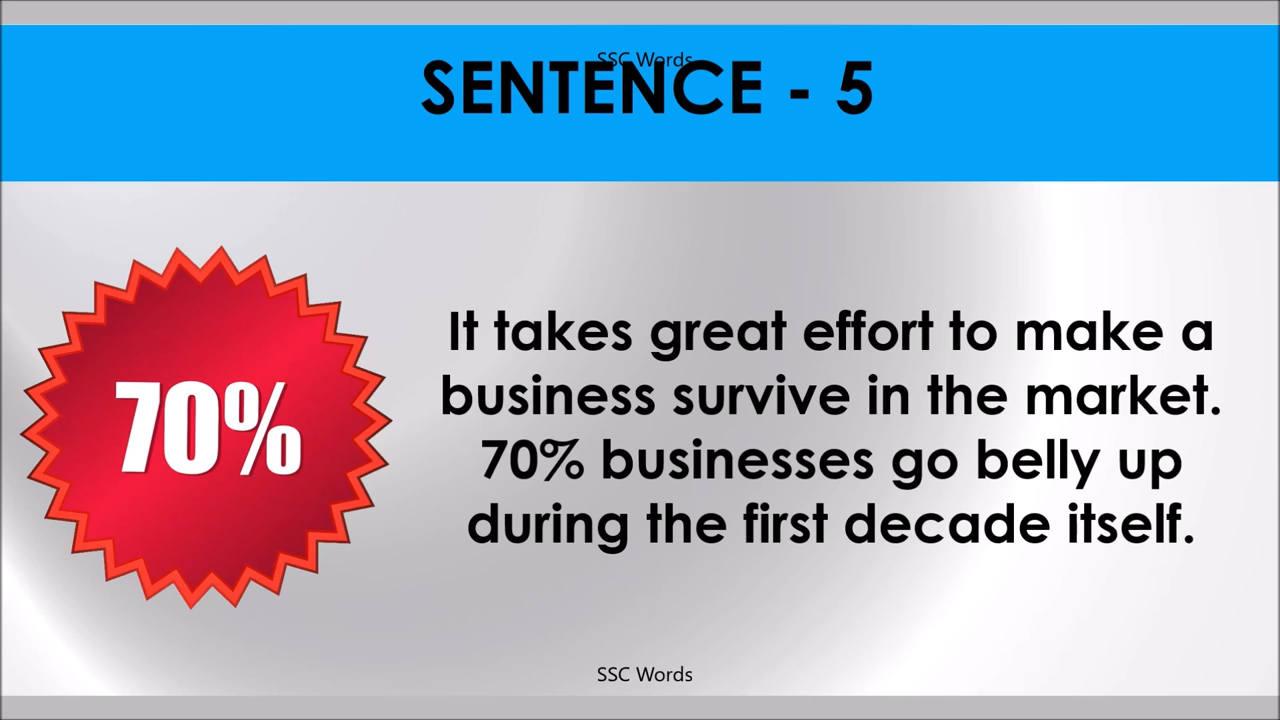 SSC Words
SENTENCE - 5
70%
It takes great effort to make a
business survive in the market.
70% businesses go belly up
during the first decade itself.
SSC Words